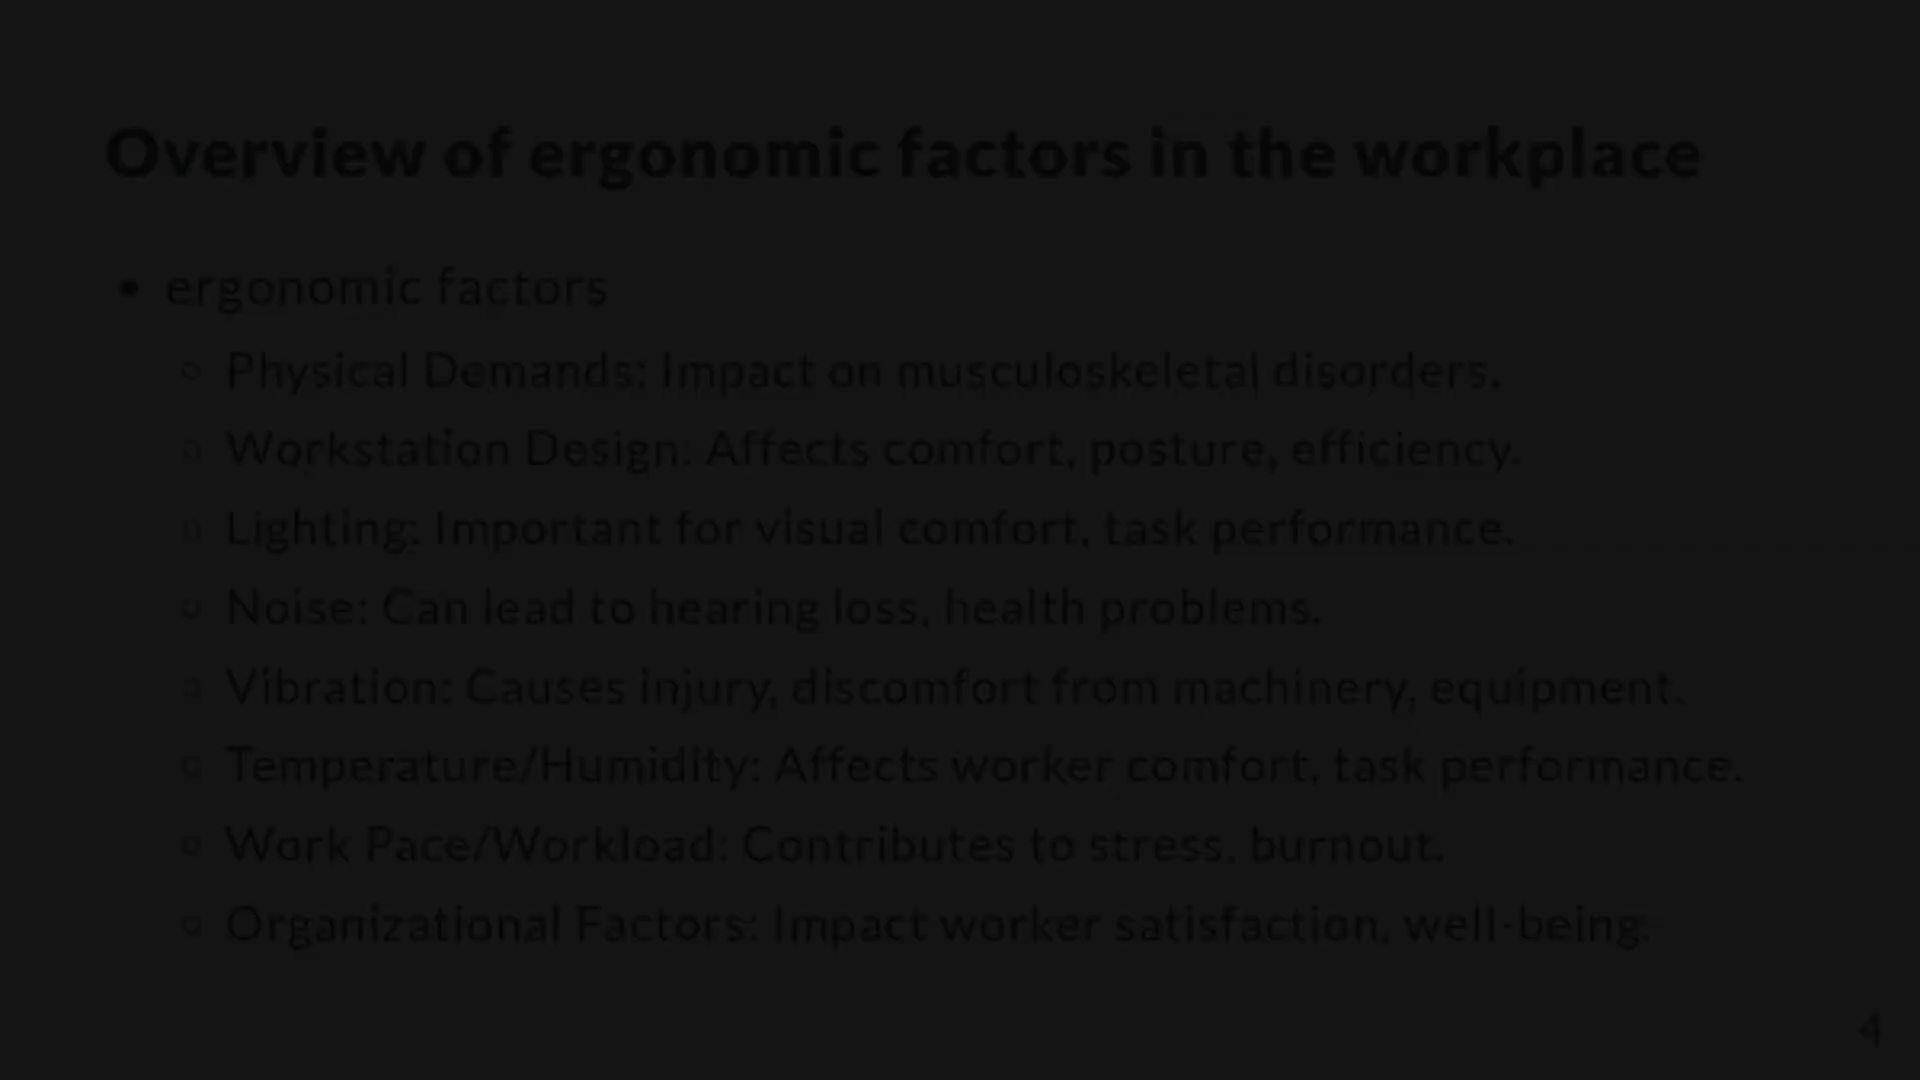 Overview of ergonomic factors in the workplace
▪ ergonomic factors
○ Physical Demands: Impact on musculoskeletal disorders.
○ Workstation Design: Affects comfort, posture, efficiency.
○ Lighting: Important for visual comfort, task performance.
○ Noise: Can lead to hearing loss, health problems.
○ Vibration: Causes injury, discomfort from machinery, equipment.
○ Temperature/Humidity: Affects worker comfort, task performance.
○ Work Pace/Workload: Contributes to stress, burnout.
○ Organizational Factors: Impact worker satisfaction, well-being.
4